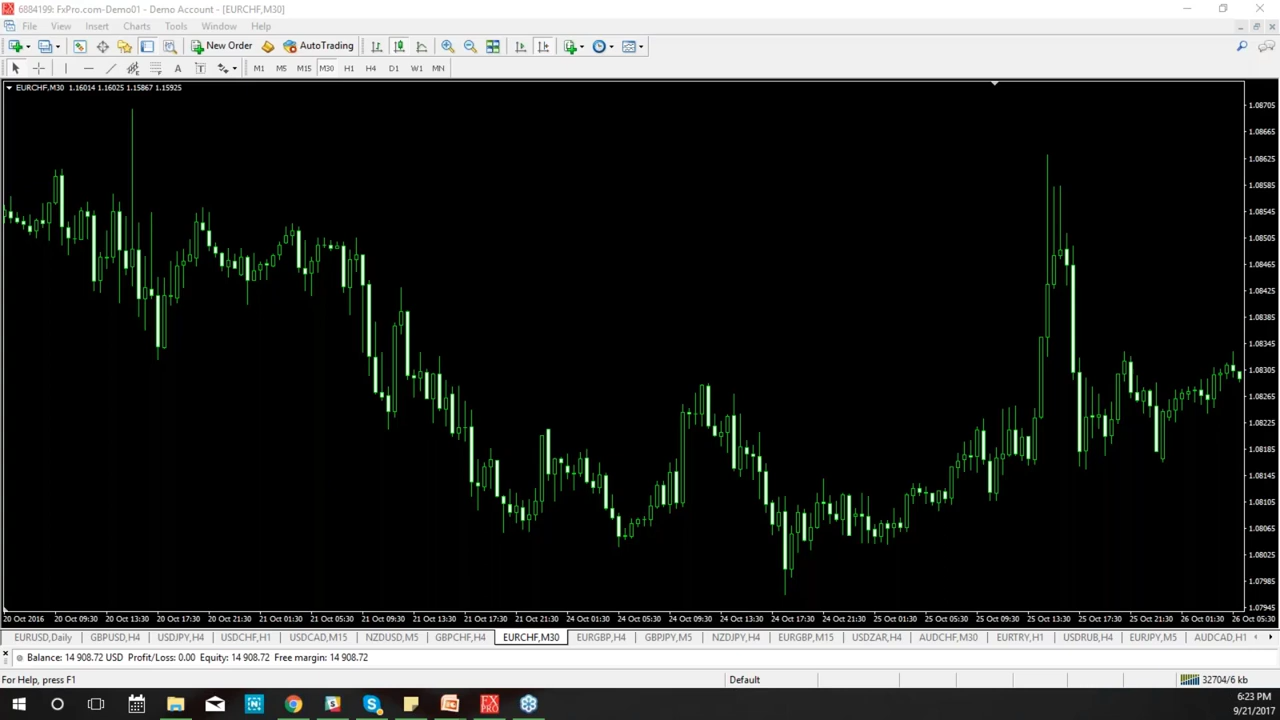 6884199: FxPro.com-Demo01 - Demo Account - [EURCHF,M30]
File View Insert Charts Tools Window Help
New Order AutoTrading
A T M1 M5 M15 M30 H1 H4 D1 W1 MN
EURCHF,M30 1.16014 1.16025 1.15867 1.15925
1.08705
1.08665
1.08625
1.08585
1.08545
1.08505
1.08465
1.08425
1.08385
1.08345
1.08305
1.08265
1.08225
1.08185
1.08145
1.08105
1.08065
1.08025
1.07985
1.07945
20 Oct 2016 20 Oct 09:30 20 Oct 13:30 20 Oct 17:30 20 Oct 21:30 21 Oct 01:30 21 Oct 05:30 21 Oct 09:30 21 Oct 13:30 21 Oct 17:30 21 Oct 21:30 24 Oct 01:30 24 Oct 05:30 24 Oct 09:30 24 Oct 13:30 24 Oct 17:30 24 Oct 21:30 25 Oct 01:30 25 Oct 05:30 25 Oct 09:30 25 Oct 13:30 25 Oct 17:30 25 Oct 21:30 26 Oct 01:30 26 Oct 05:30
EURUSD,Daily GBPUSD,H4 USDJPY,H4 USDCHF,H1 USDCAD,M15 NZDUSD,M5 GBPCHF,H4 EURCHF,M30 EURGBP,H4 GBPJPY,M5 NZDJPY,H4 EURGBP,M15 USDZAR,H4 AUDCHF,M30 EURTRY,H1 USDRUB,H4 EURJPY,M5 AUDCAD,H1
Balance: 14 908.72 USD Profit/Loss: 0.00 Equity: 14 908.72 Free margin: 14 908.72
For Help, press F1 Default 32704/6 kb
FX PRO
6:23 PM
9/21/2017